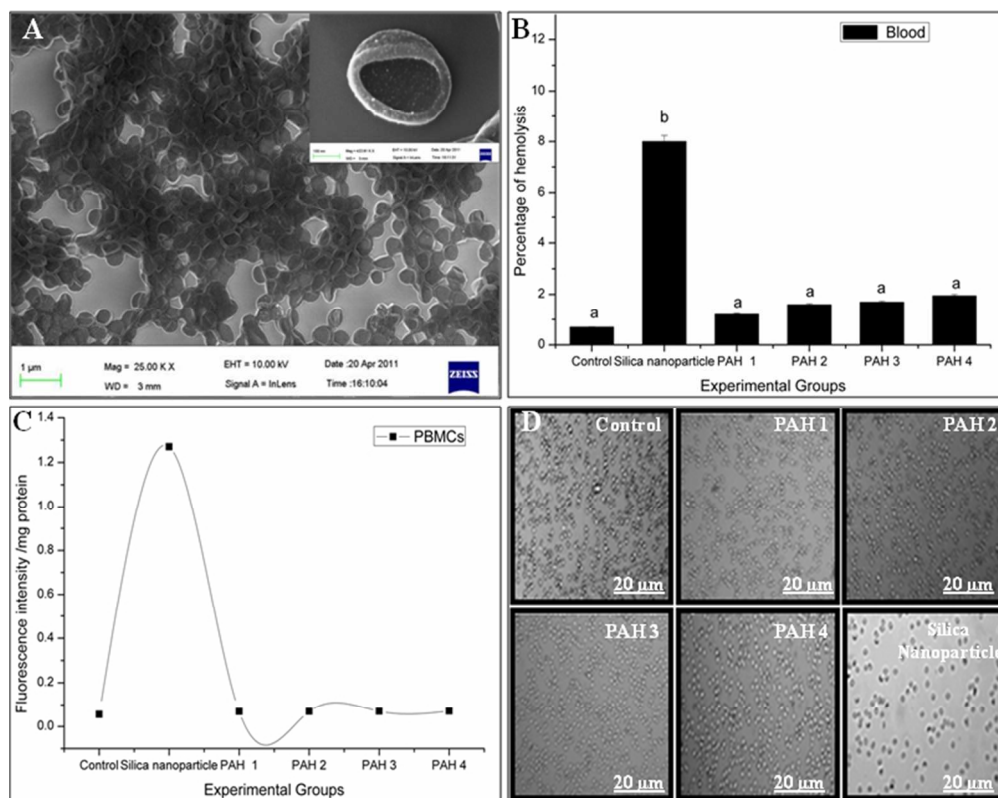 A
1 µm
Mag = 25.00 K X
EHT = 10.00 kV
Date :20 Apr 2011
WD = 3 mm
Signal A = InLens
Time :16:10:04
ZEISS
ZEISS
B
Blood
Percentage of hemolysis
12
10
8
6
4
2
0
a
b
a
a
a
a
Control Silica nanoparticle PAH 1 PAH 2 PAH 3 PAH 4
Experimental Groups
C
PBMCs
Fluorescence intensity /mg protein
1.4
1.2
1.0
0.8
0.6
0.4
0.2
0.0
Control Silica nanoparticle PAH 1 PAH 2 PAH 3 PAH 4
Experimental Groups
D
Control
20 µm
PAH 1
20 µm
PAH 2
20 µm
PAH 3
20 µm
PAH 4
20 µm
Silica
Nanoparticle
20 µm